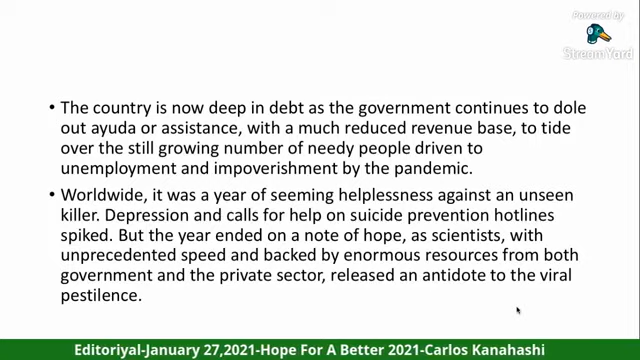 Powered by
StreamYard
• The country is now deep in debt as the government continues to dole
out ayuda or assistance, with a much reduced revenue base, to tide
over the still growing number of needy people driven to
unemployment and impoverishment by the pandemic.
• Worldwide, it was a year of seeming helplessness against an unseen
killer. Depression and calls for help on suicide prevention hotlines
spiked. But the year ended on a note of hope, as scientists, with
unprecedented speed and backed by enormous resources from both
government and the private sector, released an antidote to the viral
pestilence.
Editoriyal-January 27,2021-Hope For A Better 2021-Carlos Kanahashi